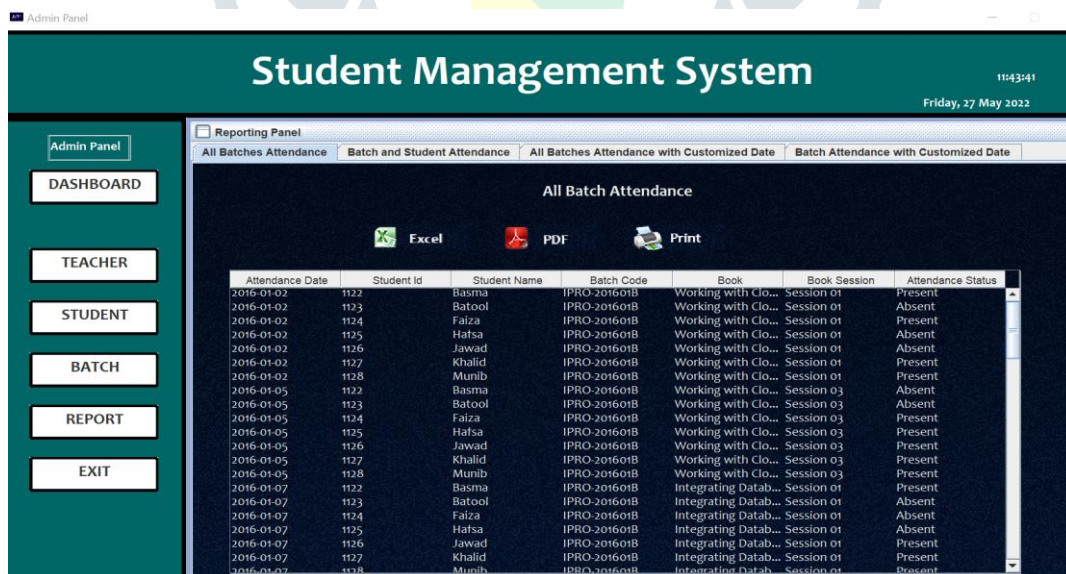 Admin Panel
Student Management System
11:43:41
Friday, 27 May 2022
Admin Panel
DASHBOARD
TEACHER
STUDENT
BATCH
REPORT
EXIT
Reporting Panel
All Batches Attendance Batch and Student Attendance All Batches Attendance with Customized Date Batch Attendance with Customized Date
All Batch Attendance
Excel PDF Print
Attendance Date Student Id Student Name Batch Code Book Book Session Attendance Status
2016-01-02 1122 Basma IPRO-201601B Working with Clo... Session 01 Present
2016-01-02 1123 Batool IPRO-201601B Working with Clo... Session 01 Absent
2016-01-02 1124 Faiza IPRO-201601B Working with Clo... Session 01 Present
2016-01-02 1125 Hafsa IPRO-201601B Working with Clo... Session 01 Absent
2016-01-02 1126 Jawad IPRO-201601B Working with Clo... Session 01 Absent
2016-01-02 1127 Khalid IPRO-201601B Working with Clo... Session 01 Present
2016-01-02 1128 Munib IPRO-201601B Working with Clo... Session 01 Present
2016-01-05 1122 Basma IPRO-201601B Working with Clo... Session 03 Absent
2016-01-05 1123 Batool IPRO-201601B Working with Clo... Session 03 Absent
2016-01-05 1124 Faiza IPRO-201601B Working with Clo... Session 03 Present
2016-01-05 1125 Hafsa IPRO-201601B Working with Clo... Session 03 Present
2016-01-05 1126 Jawad IPRO-201601B Working with Clo... Session 03 Present
2016-01-05 1127 Khalid IPRO-201601B Working with Clo... Session 03 Present
2016-01-05 1128 Munib IPRO-201601B Working with Clo... Session 03 Present
2016-01-07 1122 Basma IPRO-201601B Integrating Datab... Session 01 Present
2016-01-07 1123 Batool IPRO-201601B Integrating Datab... Session 01 Absent
2016-01-07 1124 Faiza IPRO-201601B Integrating Datab... Session 01 Absent
2016-01-07 1125 Hafsa IPRO-201601B Integrating Datab... Session 01 Absent
2016-01-07 1126 Jawad IPRO-201601B Integrating Datab... Session 01 Present
2016-01-07 1127 Khalid IPRO-201601B Integrating Datab... Session 01 Present
2016-01-07 1128 Munib IPRO-201601B Integrating Datab... Session 01 Present